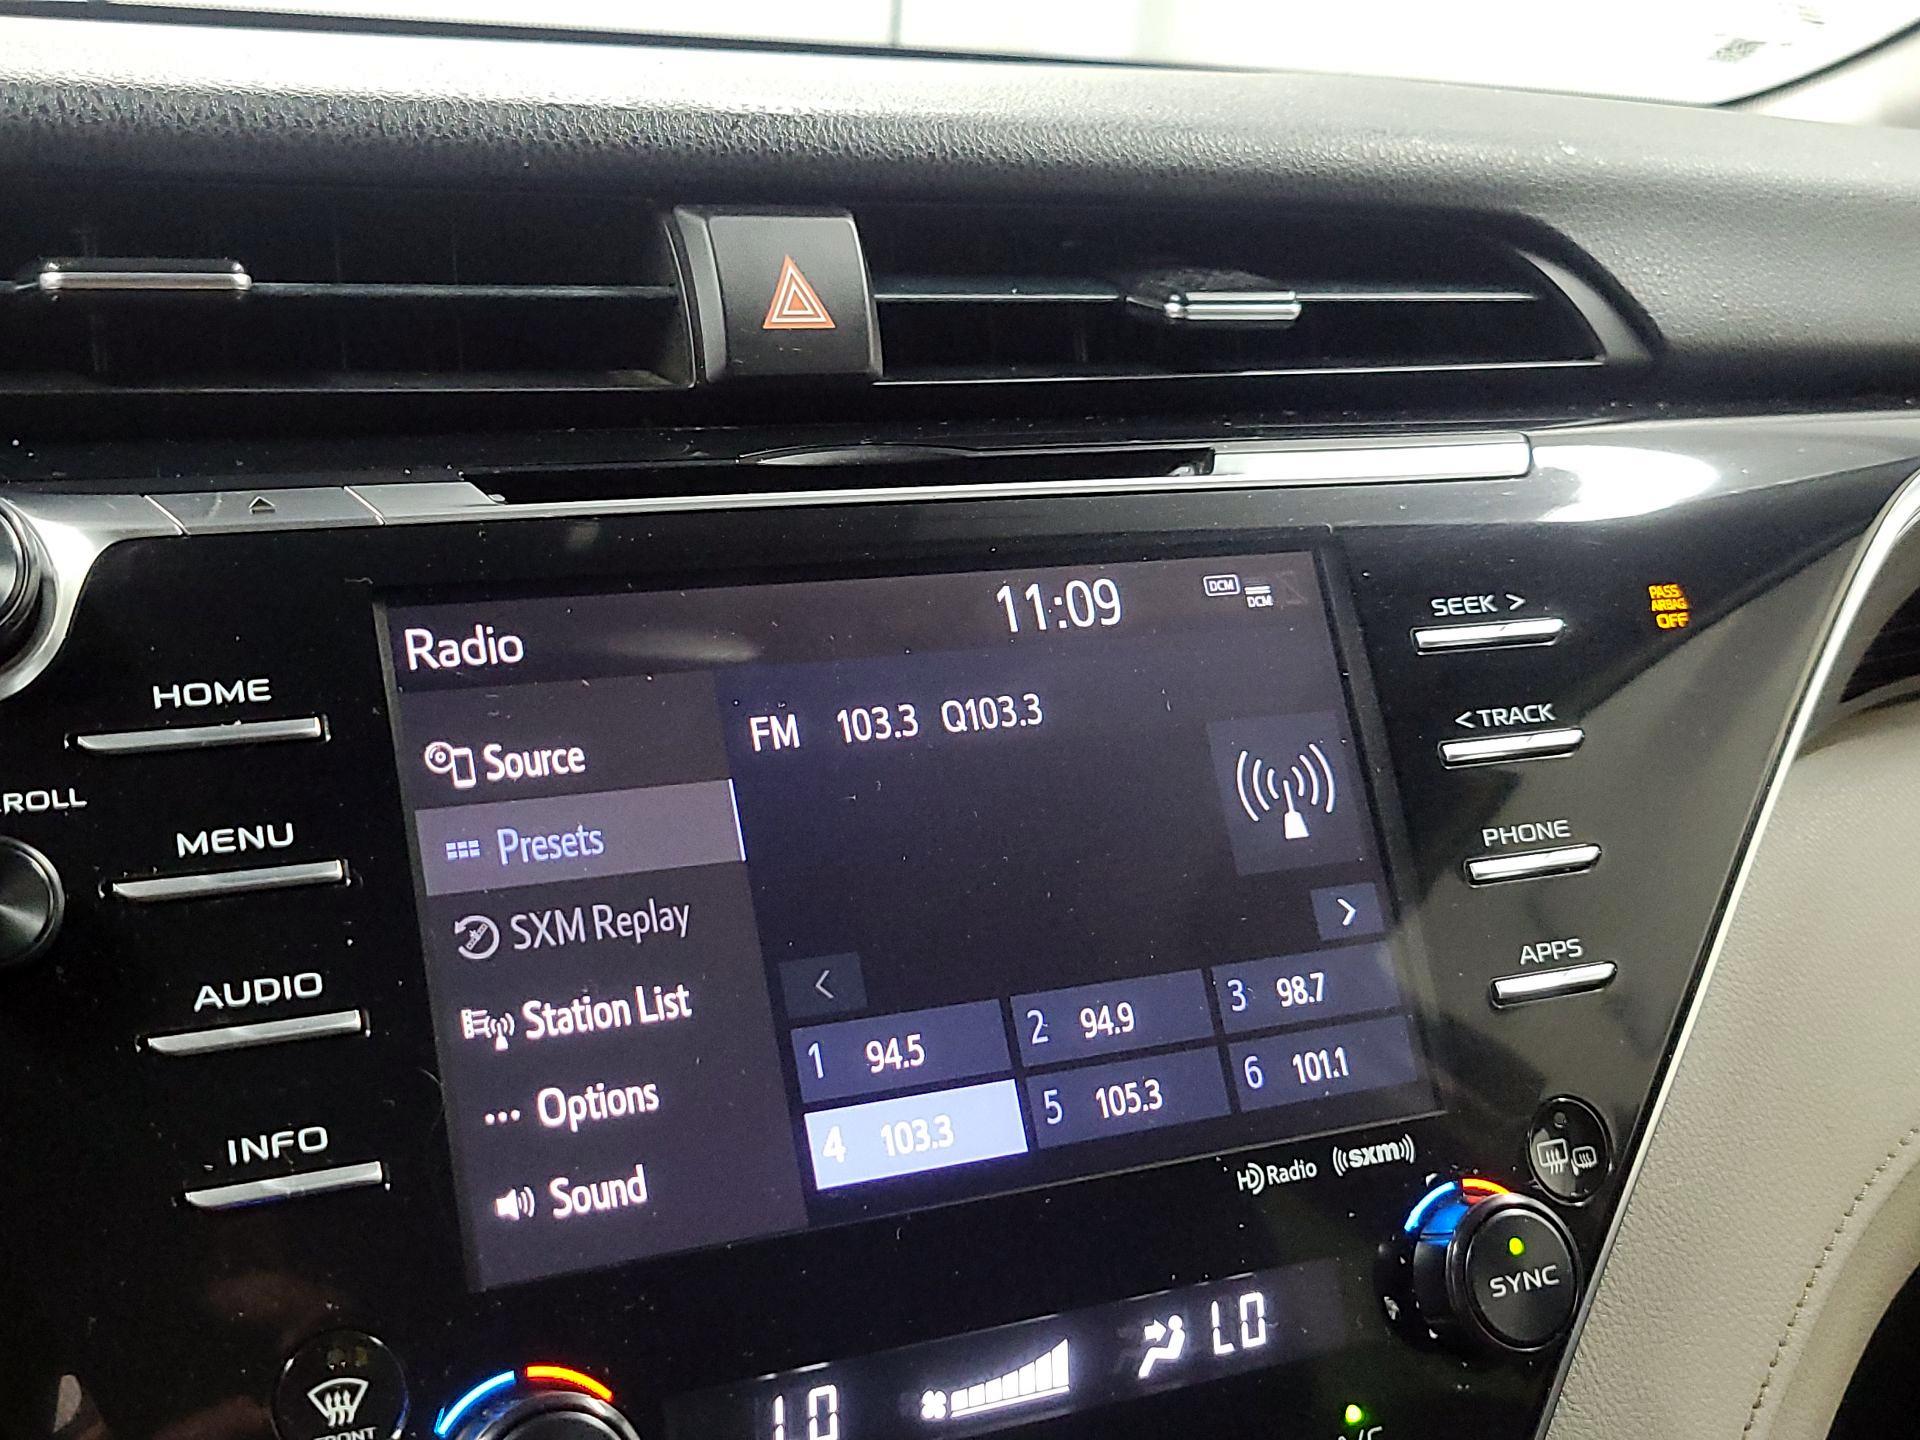 Radio
11:09
DCM
DCM
SEEK >
PASS
AIRBAG
OFF
HOME
Source
FM 103.3 Q103.3
< TRACK
ROLL
MENU
Presets
PHONE
SXM Replay
>
APPS
AUDIO
Station List
<
1 94.5
2 94.9
3 98.7
4 103.3
5 105.3
6 101.1
Options
INFO
Sound
HD Radio
((sxm))
SYNC
LO
LO
FRONT
A/C